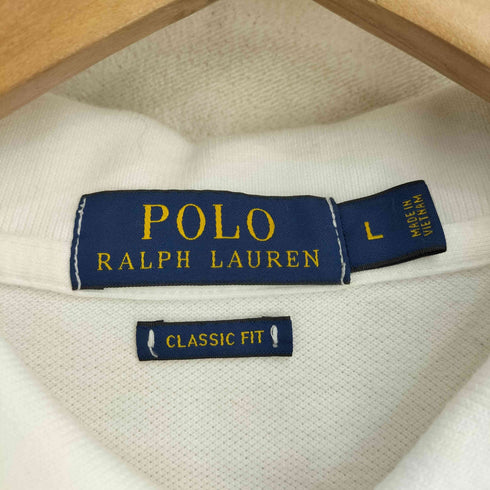 POLO
RALPH LAUREN
L
MADE IN
VIETNAM
CLASSIC FIT